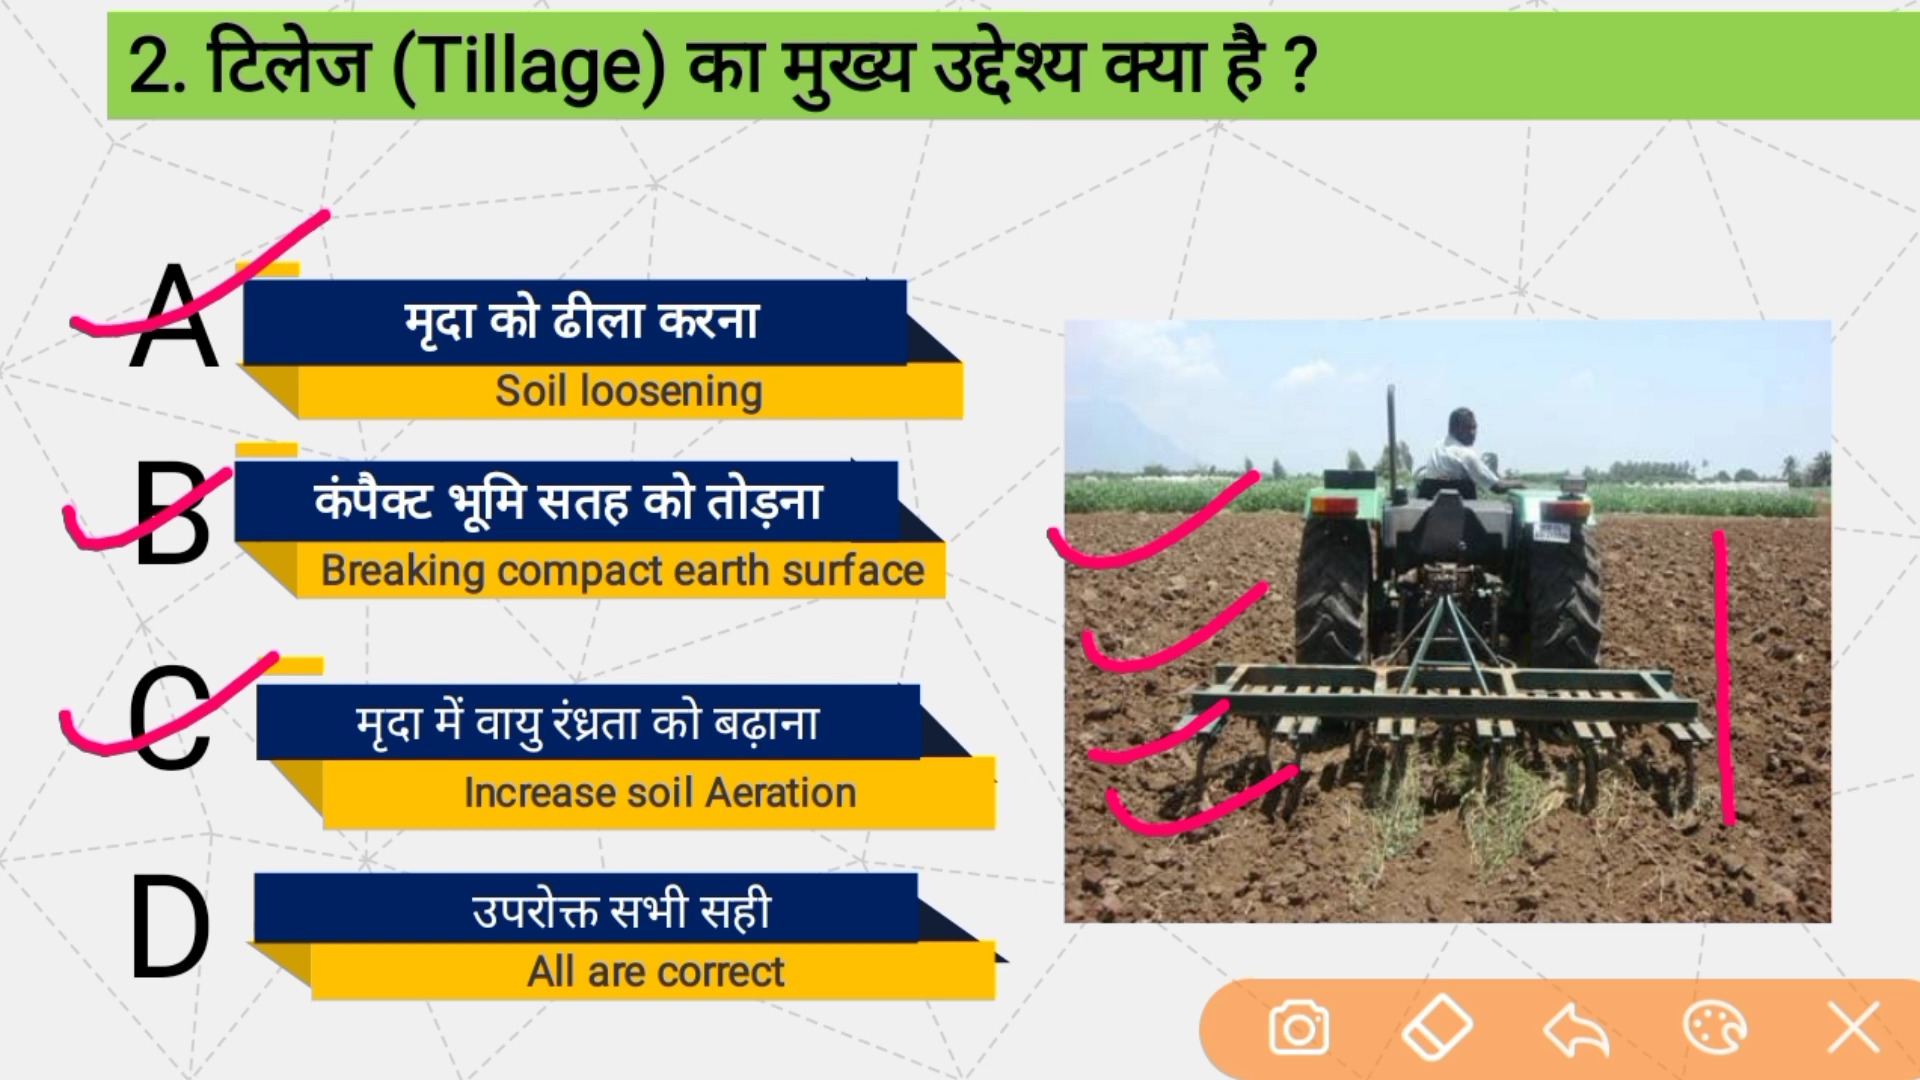 2. टिलेज (Tillage) का मुख्य उद्देश्य क्या है ?
A
मृदा को ढीला करना
Soil loosening
B
कंपैक्ट भूमि सतह को तोड़ना
Breaking compact earth surface
C
मृदा में वायु रंध्रता को बढ़ाना
Increase soil Aeration
D
उपरोक्त सभी सही
All are correct